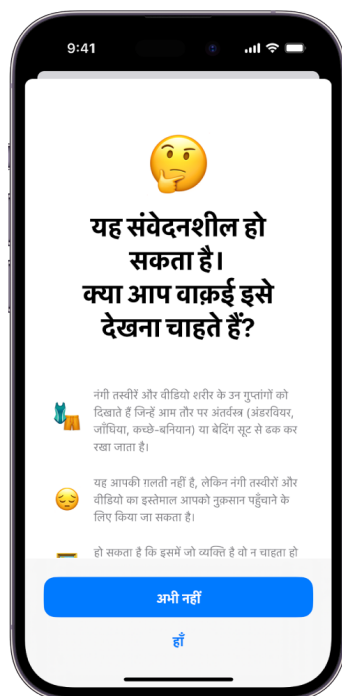 9:41
यह संवेदनशील हो
सकता है।
क्या आप वाक़ई इसे
देखना चाहते हैं?
नंगी तस्वीरें और वीडियो शरीर के उन गुप्तांगों को
दिखाते हैं जिन्हें आम तौर पर अंतर्वस्त्र (अंडरवियर,
जाँघिया, कच्छे-बनियान) या बेदिंग सूट से ढक कर
रखा जाता है।
यह आपकी ग़लती नहीं है, लेकिन नंगी तस्वीरों और
वीडियो का इस्तेमाल आपको नुक़सान पहुँचाने के
लिए किया जा सकता है।
हो सकता है कि इसमें जो व्यक्ति है वो न चाहता हो
अभी नहीं
हाँ